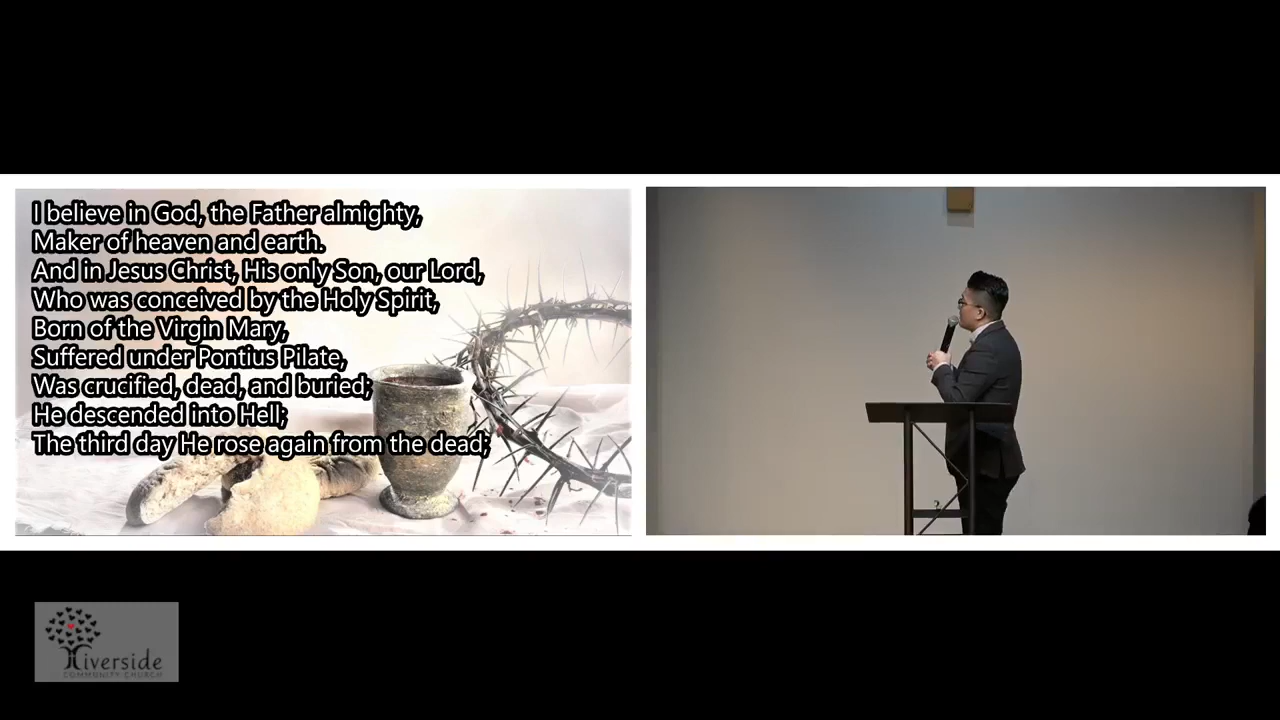 I believe in God, the Father almighty,
Maker of heaven and earth.
And in Jesus Christ, His only Son, our Lord,
Who was conceived by the Holy Spirit,
Born of the Virgin Mary,
Suffered under Pontius Pilate,
Was crucified, dead, and buried;
He descended into Hell;
The third day He rose again from the dead;
Riverside
COMMUNITY CHURCH